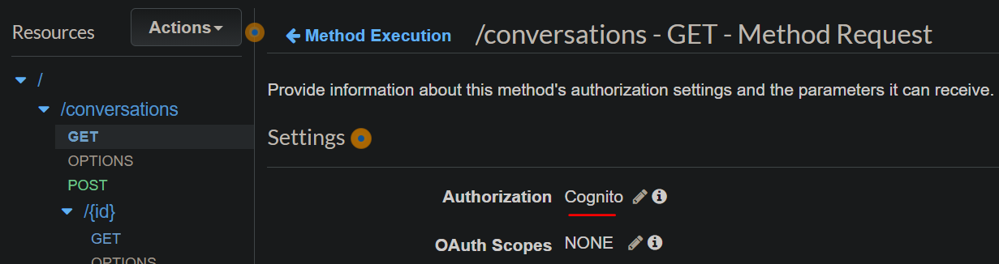 Resources
Actions
Method Execution
/conversations - GET - Method Request
/
/conversations
GET
OPTIONS
POST
/{id}
GET
OPTIONS
Provide information about this method's authorization settings and the parameters it can receive.
Settings
Authorization Cognito
OAuth Scopes NONE